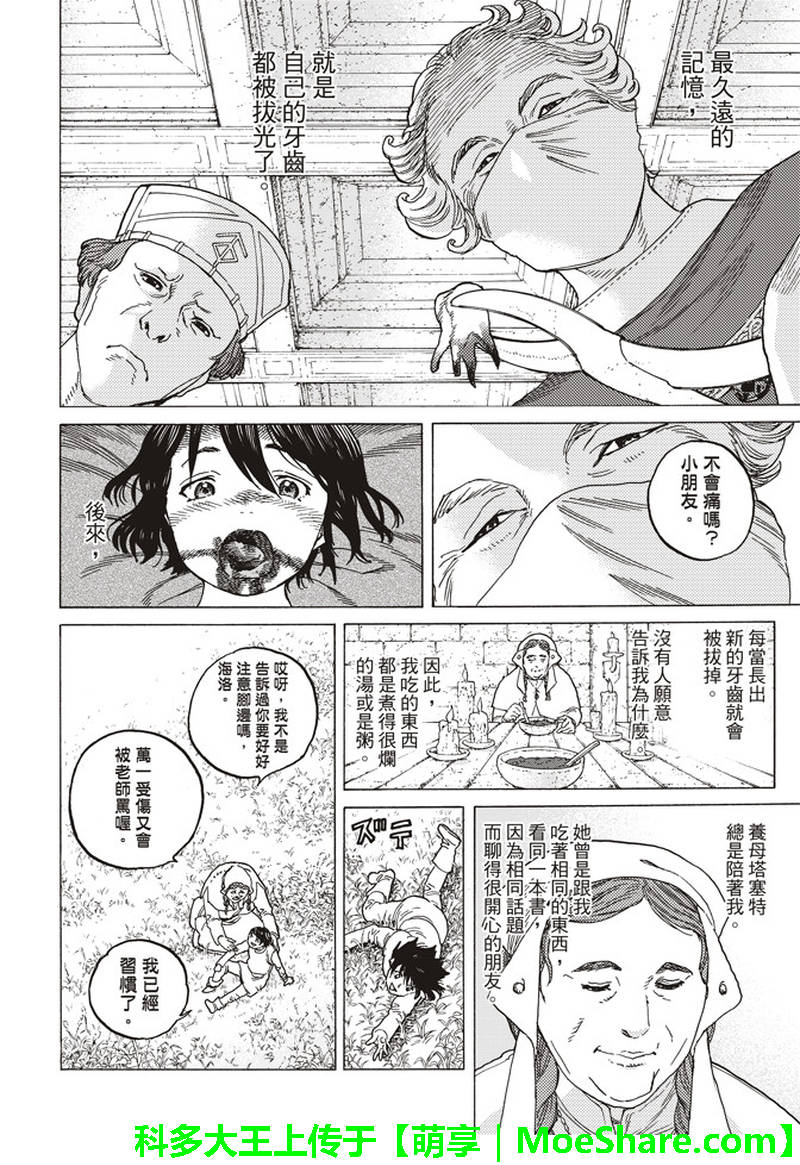 最久遠的
記憶，
就是
自己的牙齒
都被拔光了。
不會痛嗎？
小朋友。
後來，
每當長出
新的牙齒就會
被拔掉。
沒有人願意
告訴我為什麼。
因此，
我吃的東西
都是煮得很爛
的湯或是粥。
養母塔塞特
總是陪著我。
她曾是跟我
吃著相同的東西，
看同一本書，
因為相同話題
而聊得很開心的朋友。
ズテ
哎呀，我不是
告訴過你要好好
注意腳邊嗎，
海洛。
萬一受傷又會
被老師罵喔。
我已經
習慣了。
科多大王上传于【萌享 | MoeShare.com】